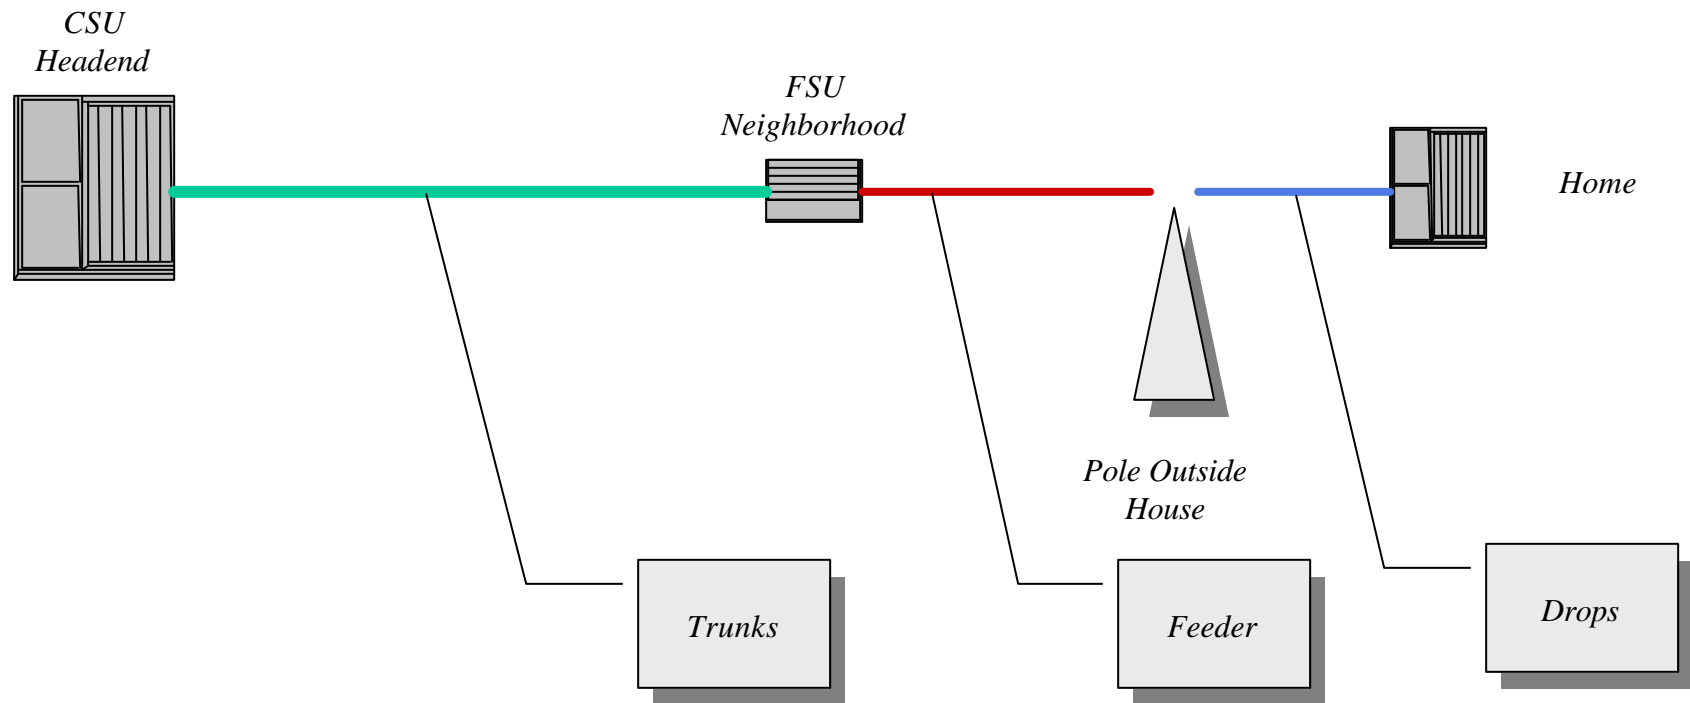 CSU
Headend
FSU
Neighborhood
Home
Pole Outside
House
Trunks
Feeder
Drops